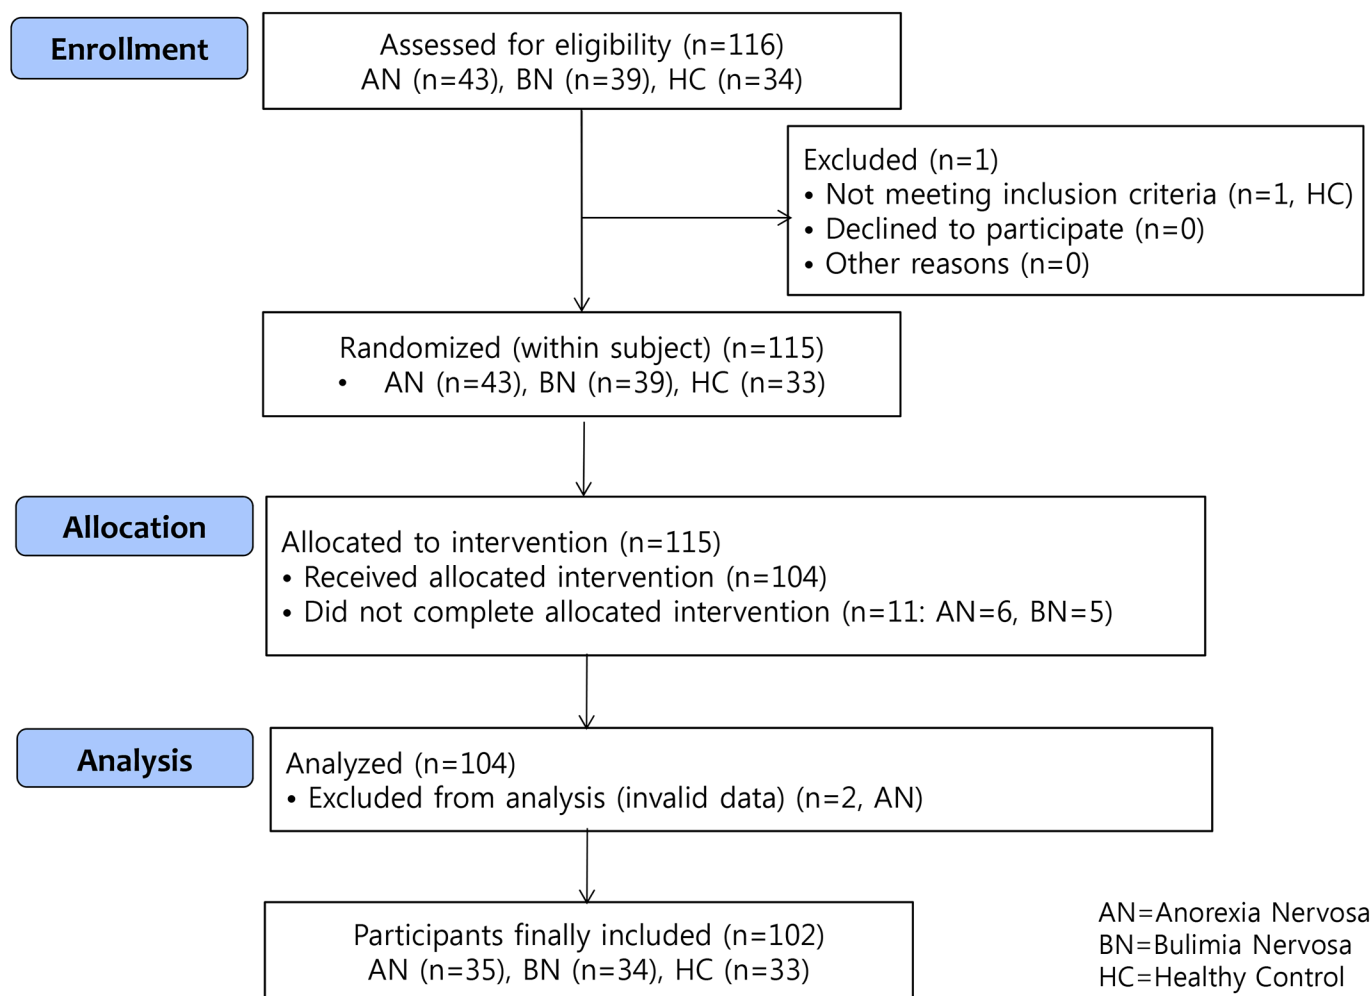 Enrollment
Assessed for eligibility (n=116)
AN (n=43), BN (n=39), HC (n=34)
Excluded (n=1)
• Not meeting inclusion criteria (n=1, HC)
• Declined to participate (n=0)
• Other reasons (n=0)
Randomized (within subject) (n=115)
• AN (n=43), BN (n=39), HC (n=33)
Allocation
Allocated to intervention (n=115)
• Received allocated intervention (n=104)
• Did not complete allocated intervention (n=11: AN=6, BN=5)
Analysis
Analyzed (n=104)
• Excluded from analysis (invalid data) (n=2, AN)
Participants finally included (n=102)
AN (n=35), BN (n=34), HC (n=33)
AN=Anorexia Nervosa
BN=Bulimia Nervosa
HC=Healthy Control